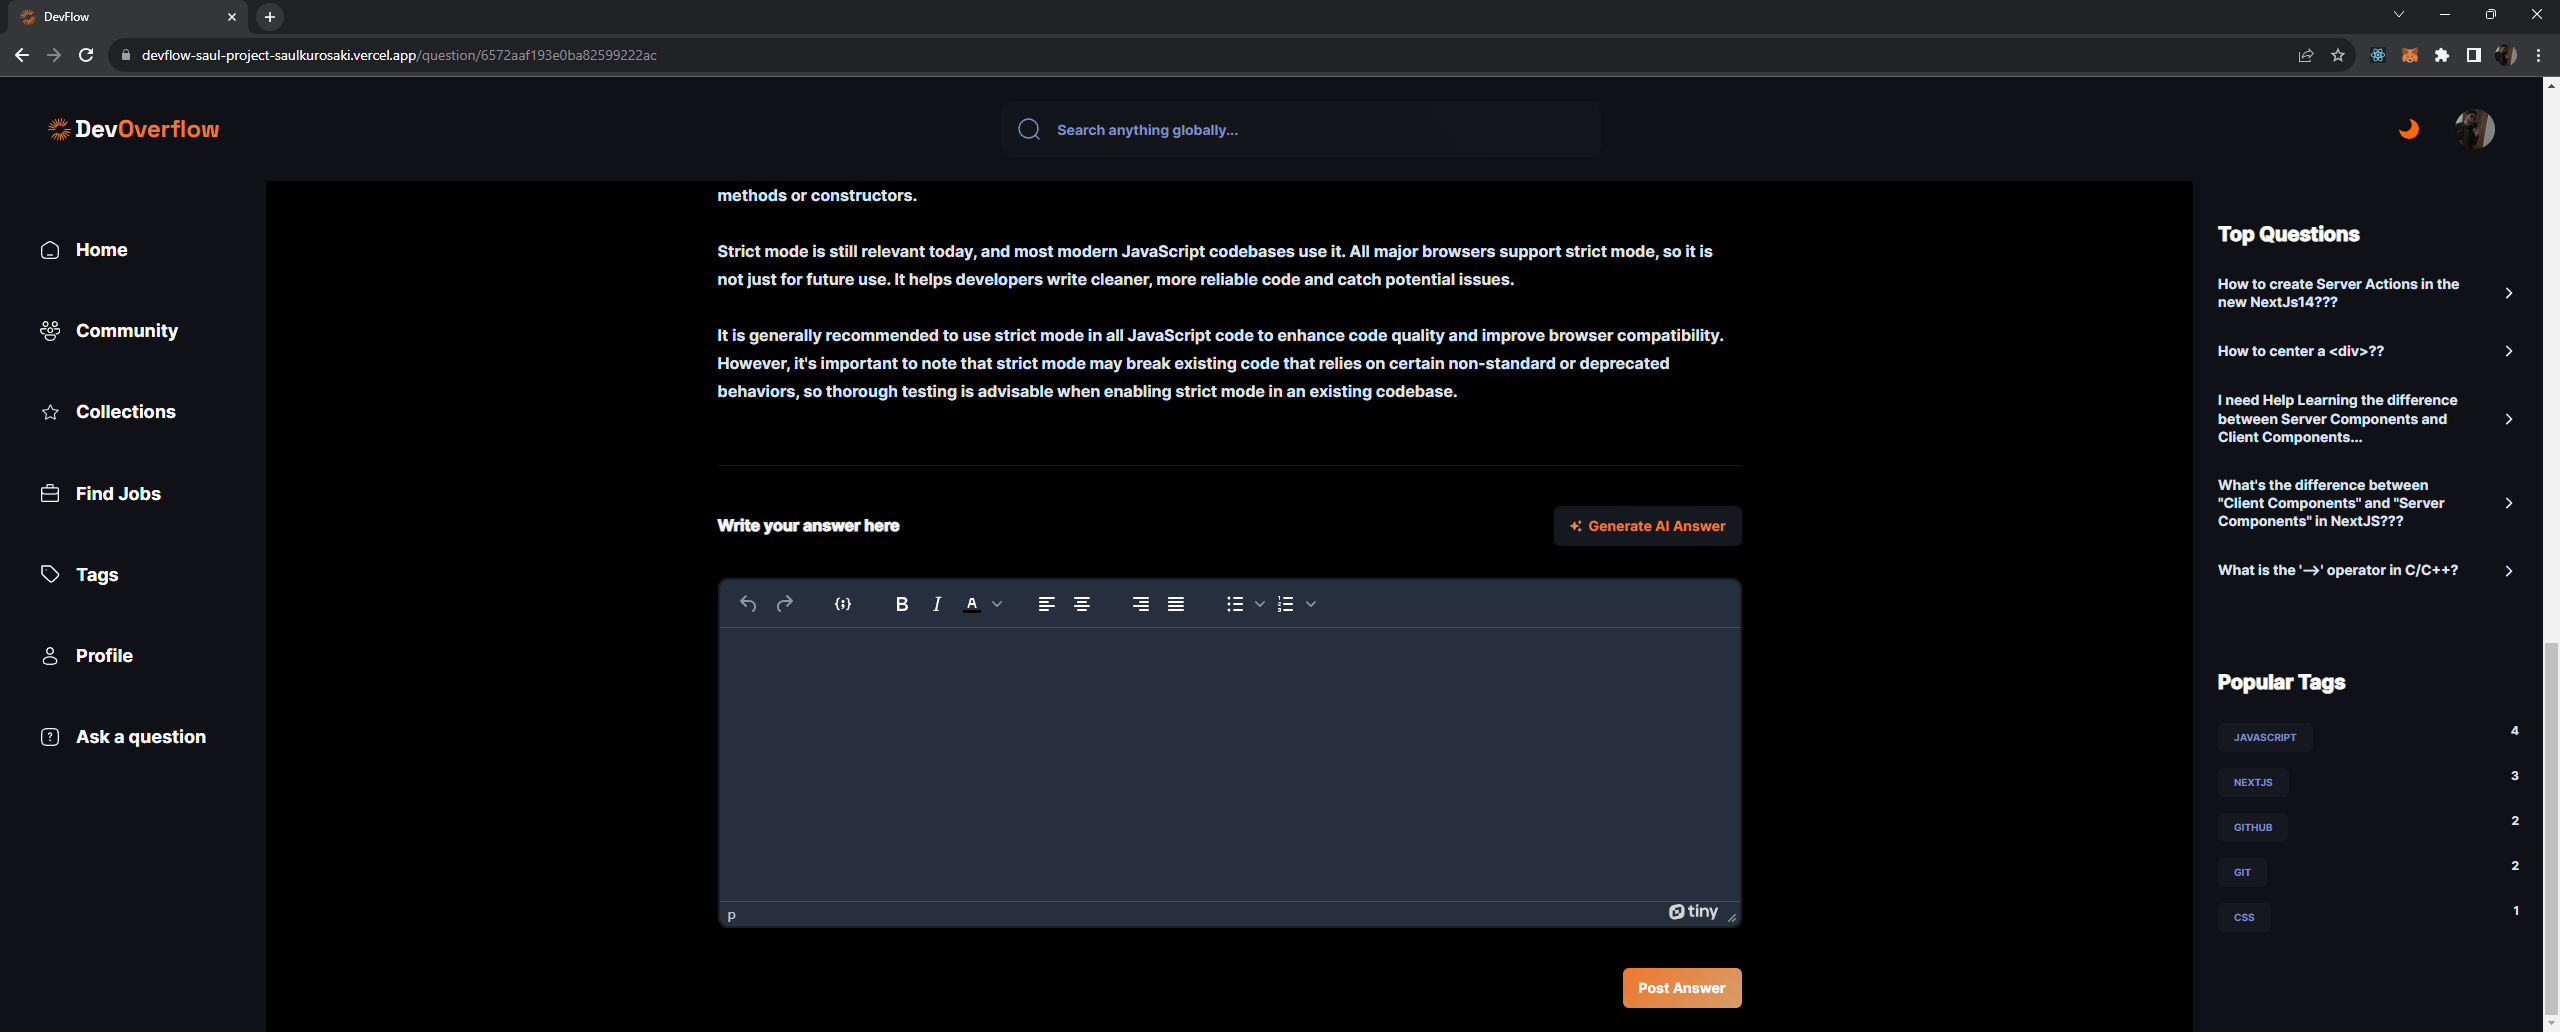 DevFlow
devflow-saul-project-saulkurosaki.vercel.app/question/6572aaf193e0ba82599222ac
DevOverflow
Search anything globally...
Home
Community
Collections
Find Jobs
Tags
Profile
Ask a question
methods or constructors.
Strict mode is still relevant today, and most modern JavaScript codebases use it. All major browsers support strict mode, so it is
not just for future use. It helps developers write cleaner, more reliable code and catch potential issues.
It is generally recommended to use strict mode in all JavaScript code to enhance code quality and improve browser compatibility.
However, it's important to note that strict mode may break existing code that relies on certain non-standard or deprecated
behaviors, so thorough testing is advisable when enabling strict mode in an existing codebase.
Write your answer here
Generate AI Answer
B I A
p
tiny
Post Answer
Top Questions
How to create Server Actions in the
new NextJs14???
How to center a <div>??
I need Help Learning the difference
between Server Components and
Client Components...
What's the difference between
"Client Components" and "Server
Components" in NextJS???
What is the '-->' operator in C/C++?
Popular Tags
JAVASCRIPT 4
NEXTJS 3
GITHUB 2
GIT 2
CSS 1